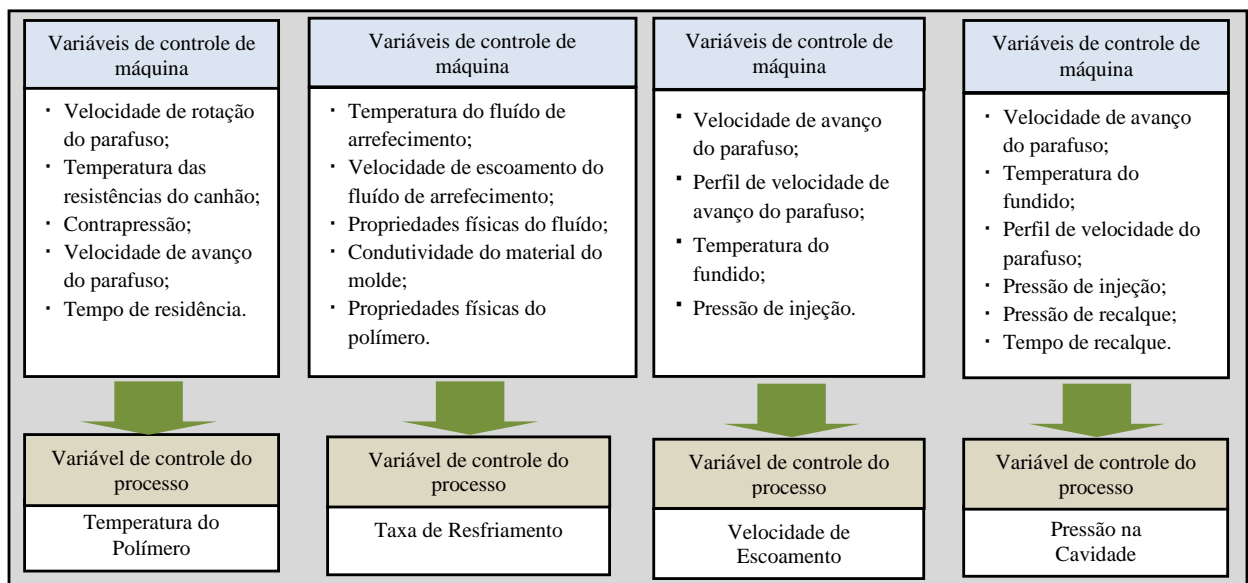 Variáveis de controle de
máquina
· Velocidade de rotação
do parafuso;
· Temperatura das
resistências do canhão;
· Contrapressão;
· Velocidade de avanço
do parafuso;
· Tempo de residência.
Variável de controle do
processo
Temperatura do
Polímero
Variáveis de controle de
máquina
· Temperatura do fluído de
arrefecimento;
· Velocidade de escoamento do
fluído de arrefecimento;
· Propriedades físicas do fluído;
· Condutividade do material do
molde;
· Propriedades físicas do
polímero.
Variável de controle do
processo
Taxa de Resfriamento
Variáveis de controle de
máquina
· Velocidade de avanço
do parafuso;
· Perfil de velocidade de
avanço do parafuso;
· Temperatura do
fundido;
· Pressão de injeção.
Variável de controle do
processo
Velocidade de
Escoamento
Variáveis de controle de
máquina
· Velocidade de avanço
do parafuso;
· Temperatura do
fundido;
· Perfil de velocidade do
parafuso;
· Pressão de injeção;
· Pressão de recalque;
· Tempo de recalque.
Variável de controle do
processo
Pressão na
Cavidade